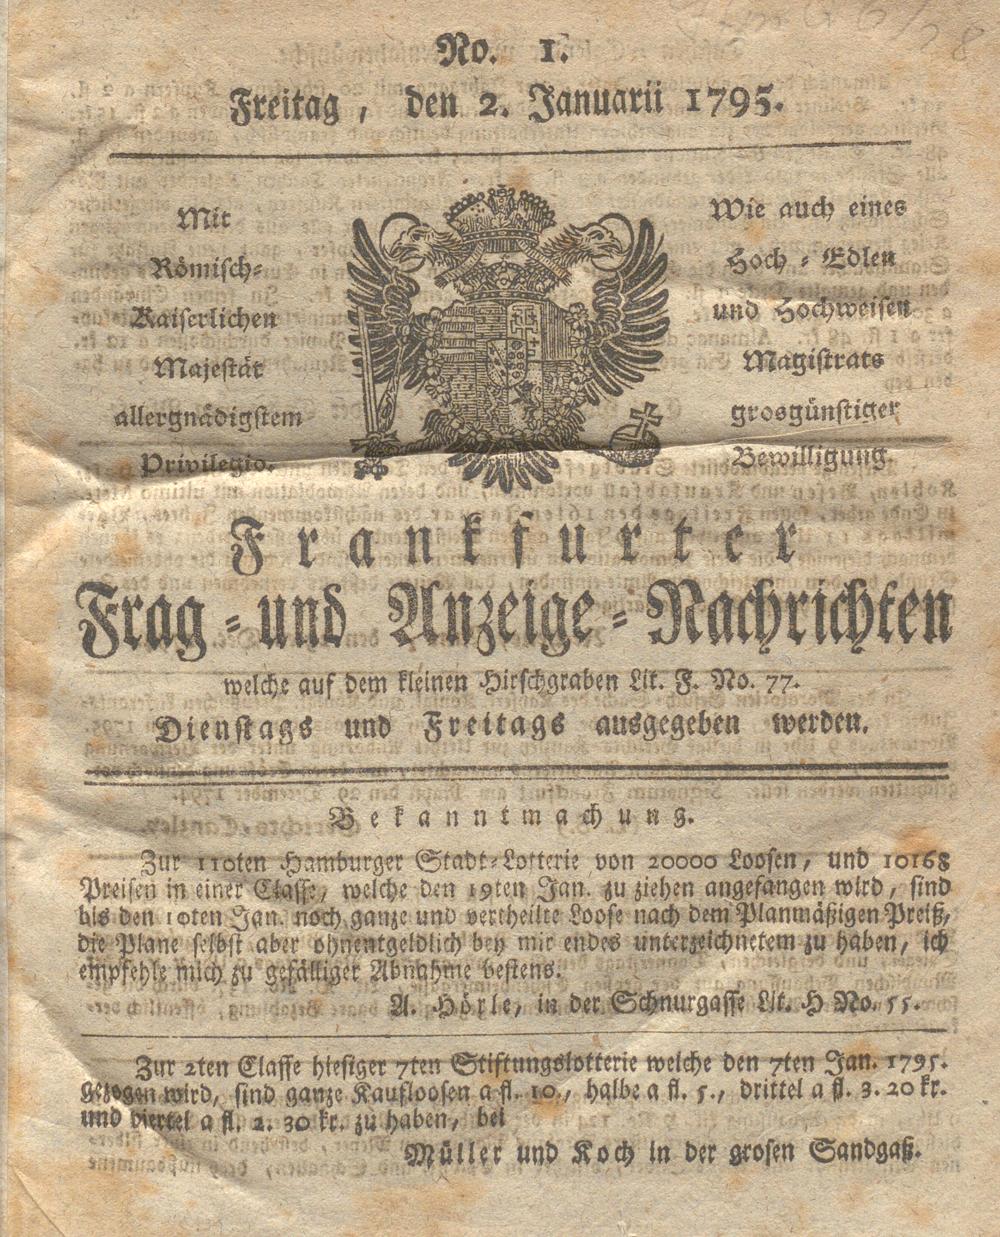 No. 1.
Freitag, den 2. Januarii 1795.
Mit
Römisch-
Kaiserlichen
Majestät
allergnädigstem
Privilegio.
Wie auch eines
Hoch-Edlen
und Hochweisen
Magistrats
grosgünstiger
Bewilligung.
Frankfurter
Frag-und Anzeige-Nachrichten
welche auf dem kleinen Hirschgraben Lit. F. No. 77.
Dienstags und Freitags ausgegeben werden.
Bekanntmachung.
Zur 110ten Hamburger Stadt-Lotterie von 20000 Loosen, und 10168
Preisen in einer Classe, welche den 19ten Jan. zu ziehen angefangen wird, sind
bis den 10ten Jan. noch ganze und vertheilte Loose nach dem Planmäßigen Preiß,
die Plane selbst aber ohnentgeldlich bey mir endes unterzeichnetem zu haben, ich
empfehle mich zu gefälliger Abnahme bestens.
A. Hörle, in der Schnurgasse Lit. H No. 55.
Zur 2ten Classe hiesiger 7ten Stiftungslotterie welche den 7ten Jan. 1795.
gezogen wird, sind ganze Kaufloosen a fl. 10., halbe a fl. 5., drittel a fl. 3. 20 kr.
und viertel a fl. 2. 30 kr. zu haben, bei
Müller und Koch in der grosen Sandgaß.